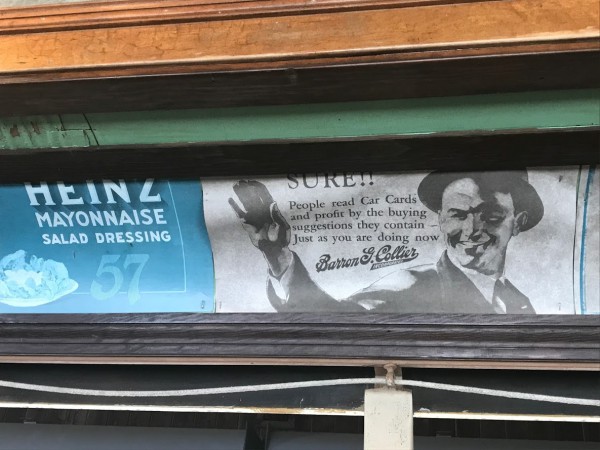 HEINZ
MAYONNAISE
SALAD DRESSING
57
SURE!!
People read Car Cards
and profit by the buying
suggestions they contain –
Just as you are doing now
Barron G. Collier